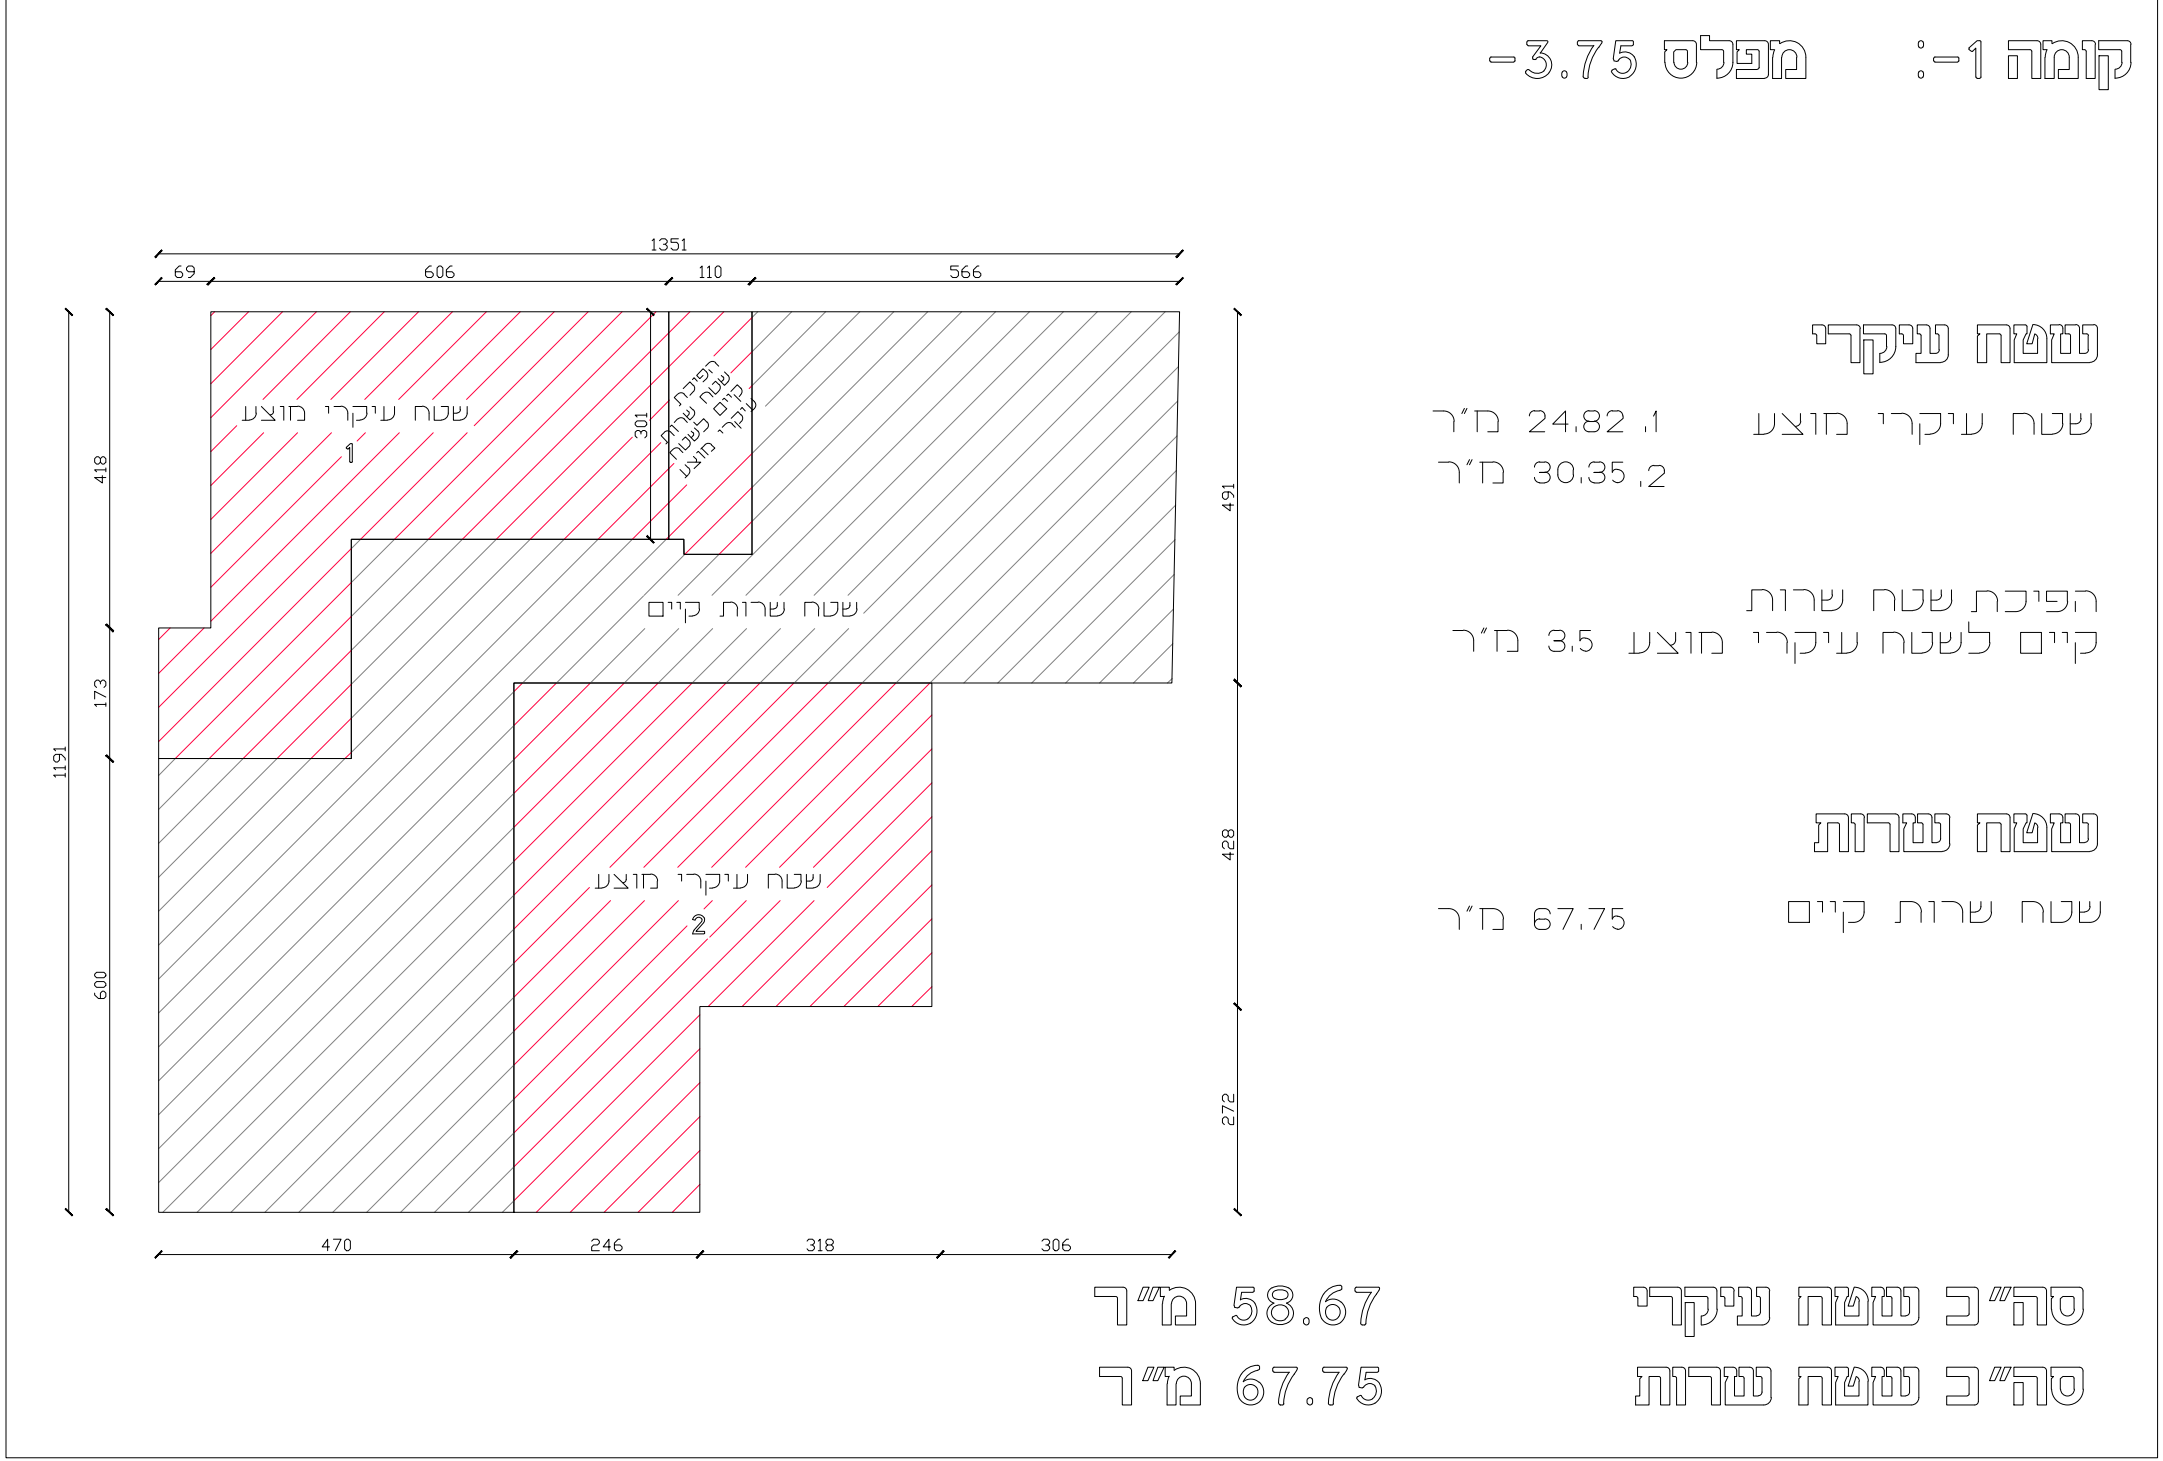 קומה 1-: מפלס 3.75-
1351
69 606 110 566
שטח עיקרי מוצע
1
הפיכת
שטח שרות
קיים לשטח
עיקרי מוצע
301
418
173
600
1191
491
428
272
שטח שרות קיים
שטח עיקרי מוצע
2
470 246 318 306
שטח עיקרי
שטח עיקרי מוצע 1. 24.82 מ"ר
2. 30.35 מ"ר
הפיכת שטח שרות
קיים לשטח עיקרי מוצע 3.5 מ"ר
שטח שרות
שטח שרות קיים 67.75 מ"ר
סה"כ שטח עיקרי 58.67 מ"ר
סה"כ שטח שרות 67.75 מ"ר